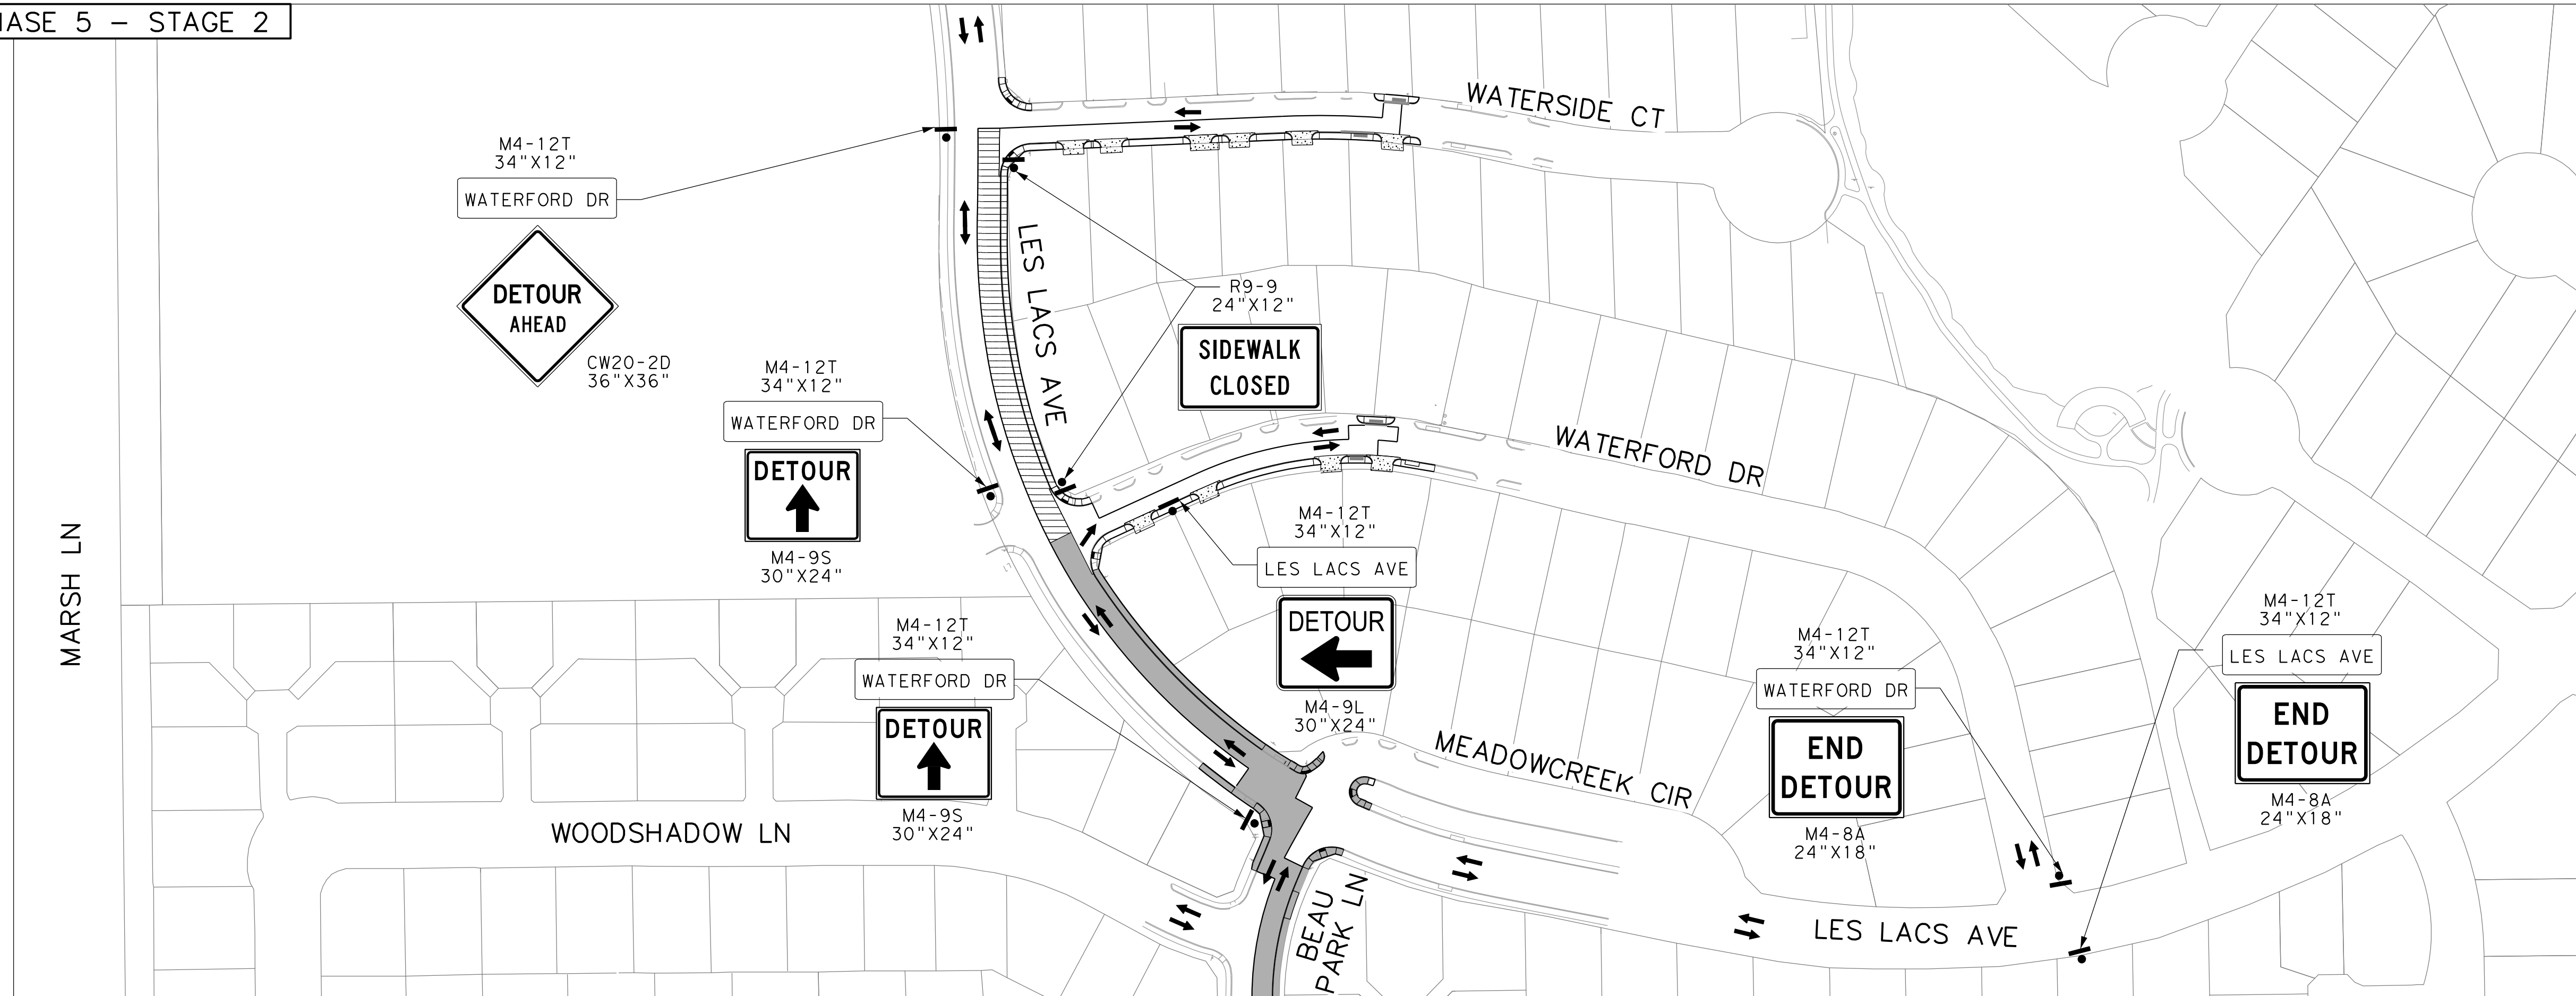 HASE 5 - STAGE 2
WATERSIDE CT
M4-12T
34"X12"
WATERFORD DR
DETOUR
AHEAD
CW20-2D
36"X36"
LES LACS AVE
R9-9
24"X12"
SIDEWALK
CLOSED
M4-12T
34"X12"
WATERFORD DR
DETOUR
M4-9S
30"X24"
WATERFORD DR
M4-12T
34"X12"
LES LACS AVE
DETOUR
M4-9L
30"X24"
MARSH LN
M4-12T
34"X12"
WATERFORD DR
DETOUR
M4-9S
30"X24"
WOODSHADOW LN
MEADOWCREEK CIR
M4-12T
34"X12"
WATERFORD DR
END
DETOUR
M4-8A
24"X18"
M4-12T
34"X12"
LES LACS AVE
END
DETOUR
M4-8A
24"X18"
BEAU
PARK LN
LES LACS AVE